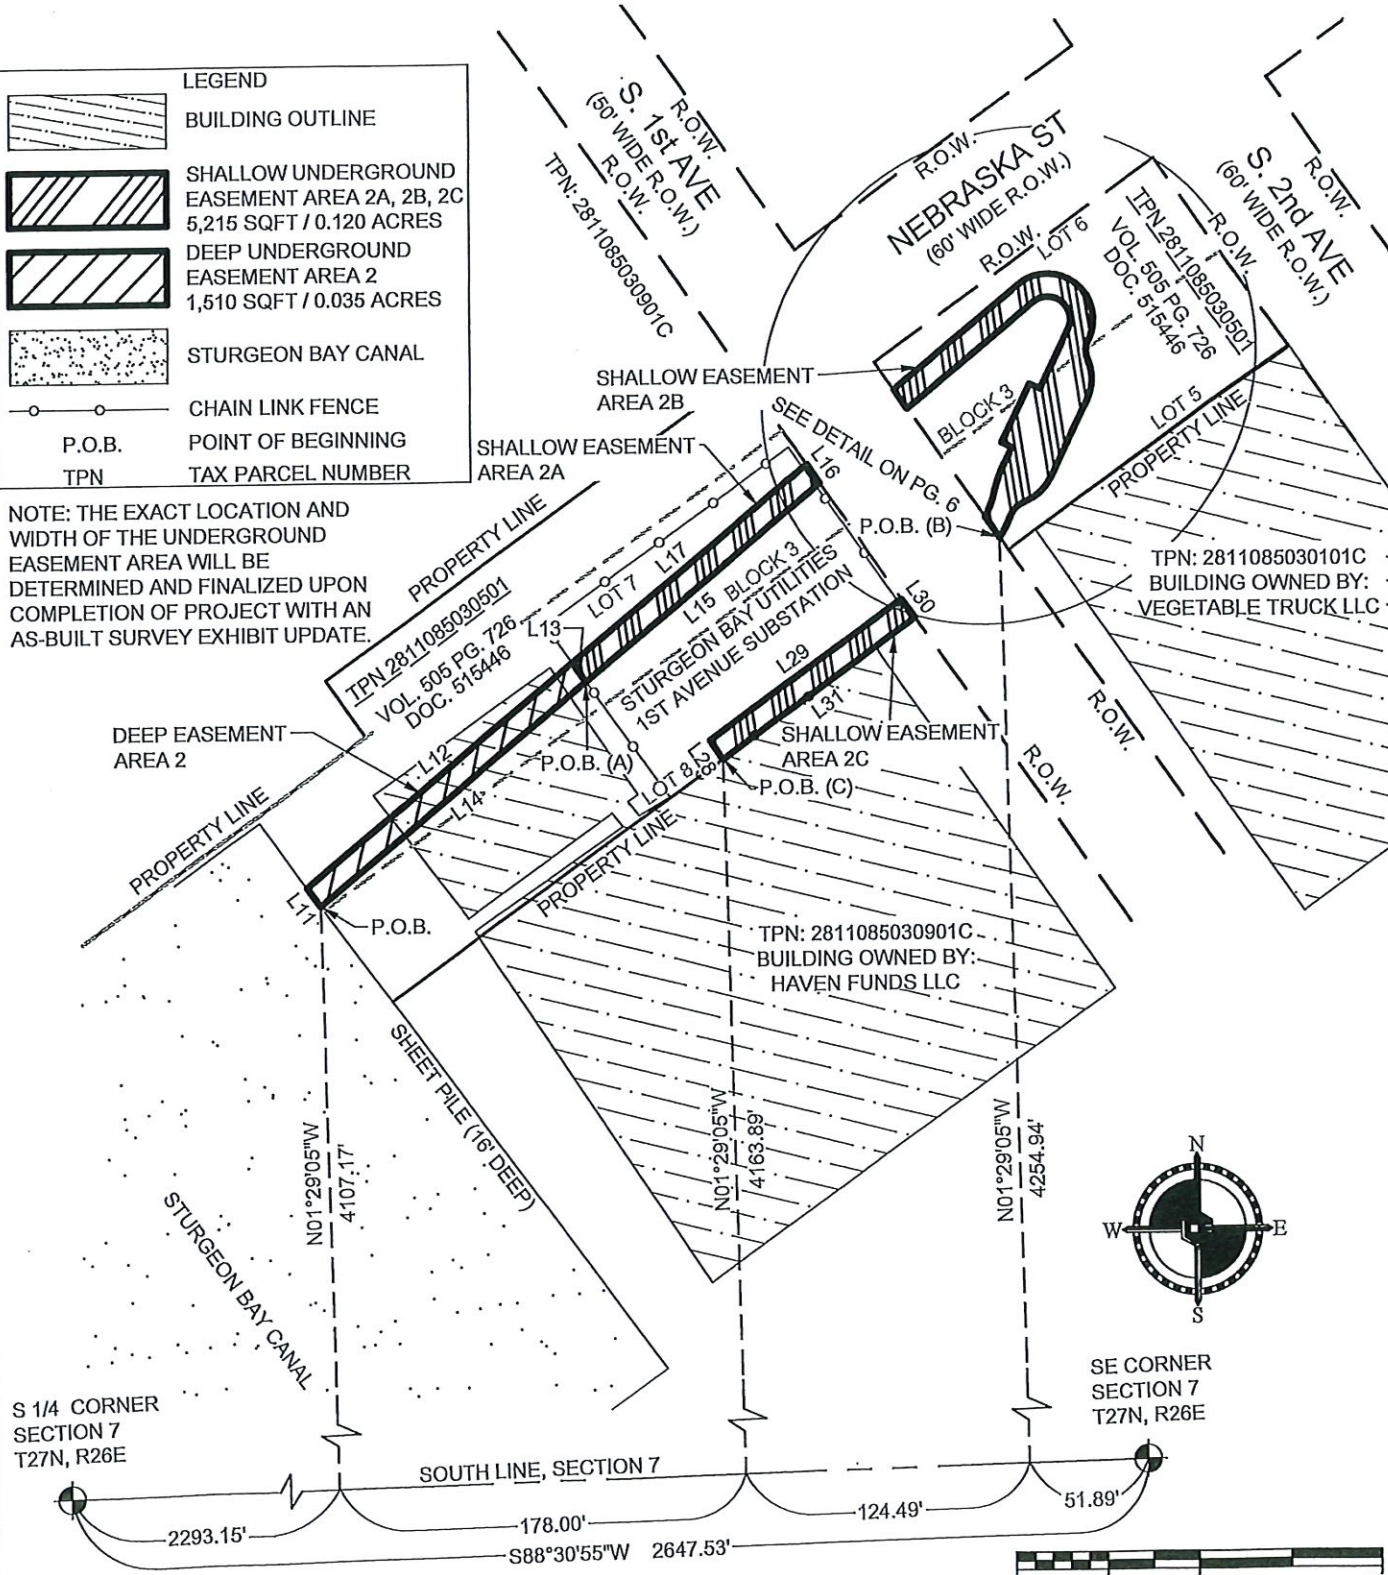 LEGEND
BUILDING OUTLINE
SHALLOW UNDERGROUND
EASEMENT AREA 2A, 2B, 2C
5,215 SQFT / 0.120 ACRES
DEEP UNDERGROUND
EASEMENT AREA 2
1,510 SQFT / 0.035 ACRES
STURGEON BAY CANAL
CHAIN LINK FENCE
P.O.B. POINT OF BEGINNING
TPN TAX PARCEL NUMBER
NOTE: THE EXACT LOCATION AND
WIDTH OF THE UNDERGROUND
EASEMENT AREA WILL BE
DETERMINED AND FINALIZED UPON
COMPLETION OF PROJECT WITH AN
AS-BUILT SURVEY EXHIBIT UPDATE.
R.O.W.
S. 1st AVE
(50' WIDE R.O.W.)
R.O.W.
TPN: 2811085030901C
R.O.W.
NEBRASKA ST
(60' WIDE R.O.W.)
R.O.W.
LOT 6
R.O.W.
S. 2nd AVE
(60' WIDE R.O.W.)
R.O.W.
TPN 2811085030501
VOL. 505 PG. 726
DOC. 515446
BLOCK 3
LOT 5
PROPERTY LINE
SHALLOW EASEMENT
AREA 2B
SHALLOW EASEMENT
AREA 2A
SEE DETAIL ON PG. 6
P.O.B. (B)
L16
PROPERTY LINE
TPN 2811085030501
VOL. 505 PG. 726
DOC. 515446
L13
LOT 7
L17
L15
BLOCK 3
STURGEON BAY UTILITIES
1ST AVENUE SUBSTATION
L30
L29
L31
TPN: 2811085030101C
BUILDING OWNED BY:
VEGETABLE TRUCK LLC
R.O.W.
R.O.W.
DEEP EASEMENT
AREA 2
L12
L14
P.O.B. (A)
LOT 8
L28
SHALLOW EASEMENT
AREA 2C
P.O.B. (C)
PROPERTY LINE
PROPERTY LINE
L11
P.O.B.
TPN: 2811085030901C
BUILDING OWNED BY:
HAVEN FUNDS LLC
SHEET PILE (16' DEEP)
STURGEON BAY CANAL
N01°29'05"W
4107.17'
N01°29'05"W
4163.89'
N01°29'05"W
4254.94'
N
W
E
S
S 1/4 CORNER
SECTION 7
T27N, R26E
SE CORNER
SECTION 7
T27N, R26E
SOUTH LINE, SECTION 7
2293.15'
178.00'
124.49'
51.89'
S88°30'55"W 2647.53'